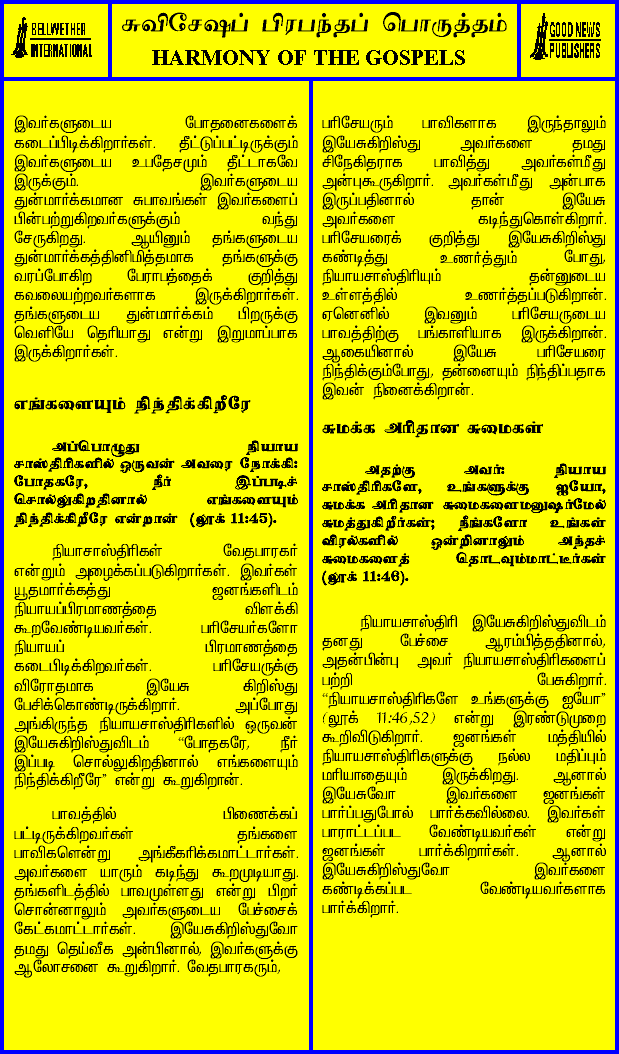 BELLWETHER
INTERNATIONAL
சுவிசேஷப் பிரபந்தப் பொருத்தம்
HARMONY OF THE GOSPELS
GOOD NEWS
PUBLISHERS
இவர்களுடைய போதனைகளைக்
கடைப்பிடிக்கிறார்கள். தீட்டுப்பட்டிருக்கும்
இவர்களுடைய உபதேசமும் தீட்டாகவே
இருக்கும். இவர்களுடைய
துன்மார்க்கமான சுபாவங்கள் இவர்களைப்
பின்பற்றுகிறவர்களுக்கும் வந்து
சேருகிறது. ஆயினும் தங்களுடைய
துன்மார்க்கத்தினிமித்தமாக தங்களுக்கு
வரப்போகிற பேராபத்தைக் குறித்து
கவலையற்றவர்களாக இருக்கிறார்கள்.
தங்களுடைய துன்மார்க்கம் பிறருக்கு
வெளியே தெரியாது என்று இறுமாப்பாக
இருக்கிறார்கள்.
எங்களையும் நிந்திக்கிறீரே
அப்பொழுது நியாய
சாஸ்திரிகளில் ஒருவன் அவரை நோக்கி:
போதகரே, நீர் இப்படிச்
சொல்லுகிறதினால் எங்களையும்
நிந்திக்கிறீரே என்றான் (லூக் 11:45).
நியாசாஸ்திரிகள் வேதபாரகர்
என்றும் அழைக்கப்படுகிறார்கள். இவர்கள்
யூதமார்க்கத்து ஜனங்களிடம்
நியாயப்பிரமாணத்தை விளக்கி
கூறவேண்டியவர்கள். பரிசேயர்களோ
நியாயப் பிரமாணத்தை
கடைபிடிக்கிறவர்கள். பரிசேயருக்கு
விரோதமாக இயேசு கிறிஸ்து
பேசிக்கொண்டிருக்கிறார். அப்போது
அங்கிருந்த நியாயசாஸ்திரிகளில் ஒருவன்
இயேசுகிறிஸ்துவிடம் “போதகரே, நீர்
இப்படி சொல்லுகிறதினால் எங்களையும்
நிந்திக்கிறீரே” என்று கூறுகிறான்.
பாவத்தில் பிணைக்கப்
பட்டிருக்கிறவர்கள் தங்களை
பாவிகளென்று அங்கீகரிக்கமாட்டார்கள்.
அவர்களை யாரும் கடிந்து கூறமுடியாது.
தங்களிடத்தில் பாவமுள்ளது என்று பிறர்
சொன்னாலும் அவர்களுடைய பேச்சைக்
கேட்கமாட்டார்கள். இயேசுகிறிஸ்துவோ
தமது தெய்வீக அன்பினால், இவர்களுக்கு
ஆலோசனை கூறுகிறார். வேதபாரகரும்,
பரிசேயரும் பாவிகளாக இருந்தாலும்
இயேசுகிறிஸ்து அவர்களை தமது
சிநேகிதராக பாவித்து அவர்கள்மீது
அன்புகூருகிறார். அவர்கள்மீது அன்பாக
இருப்பதினால் தான் இயேசு
அவர்களை கடிந்துகொள்கிறார்.
பரிசேயரைக் குறித்து இயேசுகிறிஸ்து
கண்டித்து உணர்த்தும் போது,
நியாயசாஸ்திரியும் தன்னுடைய
உள்ளத்தில் உணர்த்தப்படுகிறான்.
ஏனெனில் இவனும் பரிசேயருடைய
பாவத்திற்கு பங்காளியாக இருக்கிறான்.
ஆகையினால் இயேசு பரிசேயரை
நிந்திக்கும்போது, தன்னையும் நிந்திப்பதாக
இவன் நினைக்கிறான்.
சுமக்க அரிதான சுமைகள்
அதற்கு அவர்: நியாய
சாஸ்திரிகளே, உங்களுக்கு ஐயோ,
சுமக்க அரிதான சுமைகளைமனுஷர்மேல்
சுமத்துகிறீர்கள்; நீங்களோ உங்கள்
விரல்களில் ஒன்றினாலும் அந்தச்
சுமைகளைத் தொடவும்மாட்டீர்கள்
(லூக் 11:46).
நியாயசாஸ்திரி இயேசுகிறிஸ்துவிடம்
தனது பேச்சை ஆரம்பித்ததினால்,
அதன்பின்பு அவர் நியாயசாஸ்திரிகளைப்
பற்றி பேசுகிறார்.
“நியாயசாஸ்திரிகளே உங்களுக்கு ஐயோ”
(லூக் 11:46,52) என்று இரண்டுமுறை
கூறிவிடுகிறார். ஜனங்கள் மத்தியில்
நியாயசாஸ்திரிகளுக்கு நல்ல மதிப்பும்
மரியாதையும் இருக்கிறது. ஆனால்
இயேசுவோ இவர்களை ஜனங்கள்
பார்ப்பதுபோல் பார்க்கவில்லை. இவர்கள்
பாராட்டப்பட வேண்டியவர்கள் என்று
ஜனங்கள் பார்க்கிறார்கள். ஆனால்
இயேசுகிறிஸ்துவோ இவர்களை
கண்டிக்கப்பட வேண்டியவர்களாக
பார்க்கிறார்.